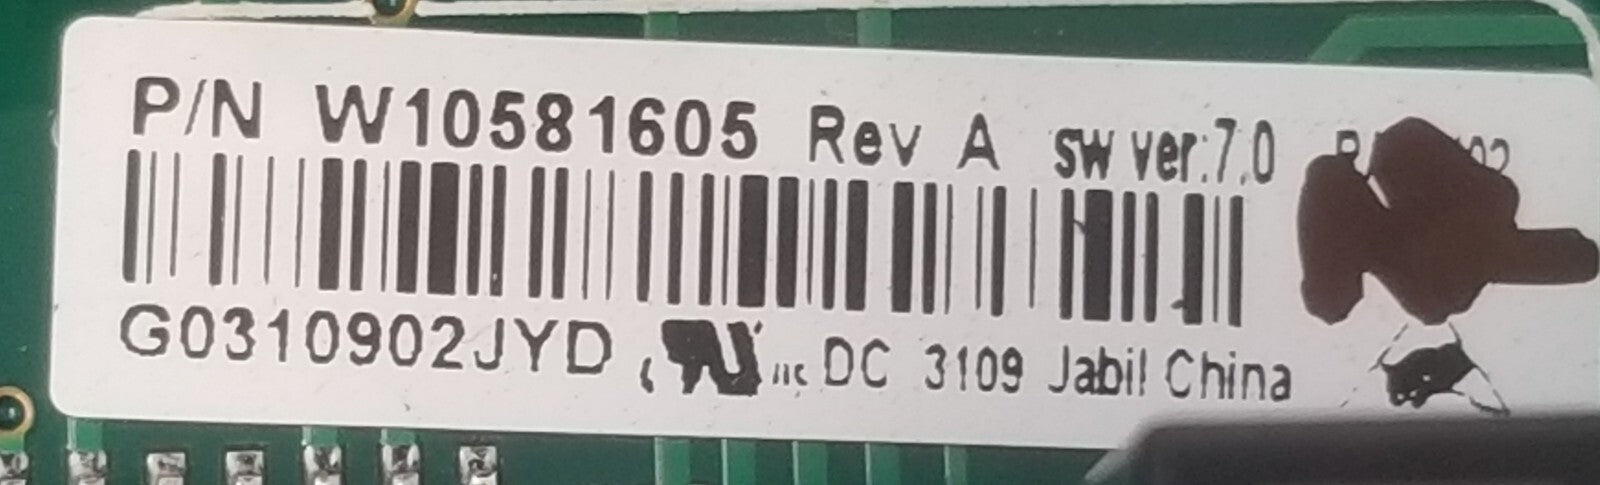 P/N W10581605 Rev A sw ver:7.0
G0310902JYD DC 3109 Jabil China